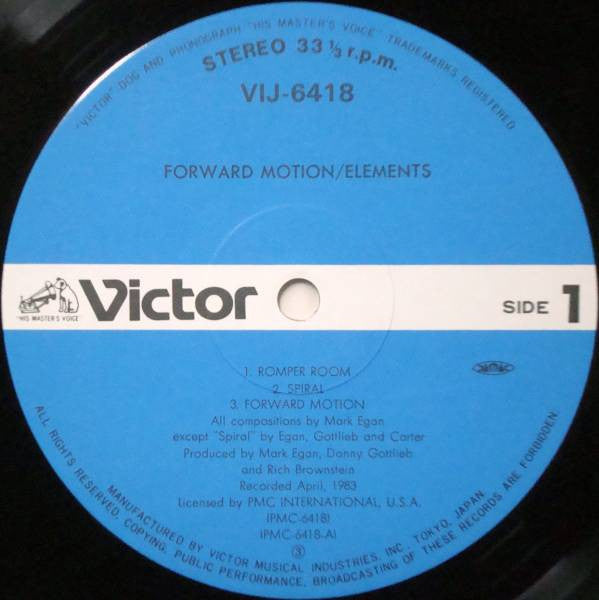 "VICTOR" DOG AND PHONOGRAPH "HIS MASTER'S VOICE" TRADEMARKS REGISTERED
STEREO 33 1/3 r.p.m.
VIJ-6418
FORWARD MOTION/ELEMENTS
"HIS MASTER'S VOICE"
Victor
SIDE 1
1. ROMPER ROOM
2. SPIRAL
3. FORWARD MOTION
All compositions by Mark Egan
except "Spiral" by Egan, Gottlieb and Carter
Produced by Mark Egan, Danny Gottlieb
and Rich Brownstein
Recorded April, 1983
Licensed by PMC INTERNATIONAL, U.S.A.
(PMC-6418)
(PMC-6418-A)
③
MANUFACTURED BY VICTOR MUSICAL INDUSTRIES, INC. TOKYO, JAPAN
ALL RIGHTS RESERVED. COPYING, PUBLIC PERFORMANCE, BROADCASTING OF THESE RECORDS ARE FORBIDDEN